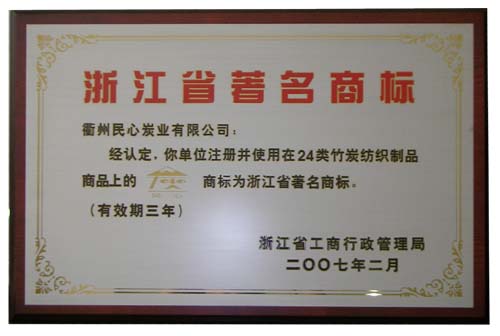 浙江省著名商标
衢州民心炭业有限公司：
经认定，你单位注册并使用在24类竹炭纺织制品
商品上的 商标为浙江省著名商标。
（有效期三年）
浙江省工商行政管理局
二〇〇七年二月